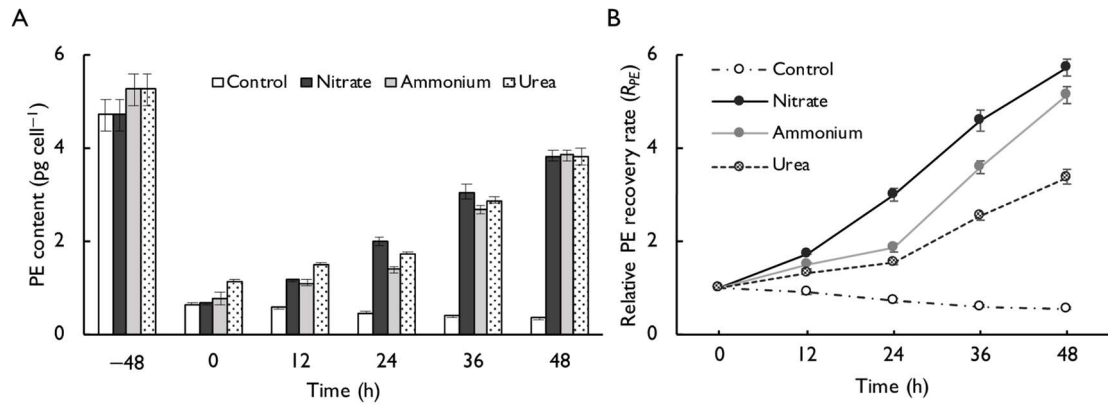 A
PE content (pg cell⁻¹)
6
4
2
0
Control Nitrate Ammonium Urea
−48 0 12 24 36 48
Time (h)
B
Relative PE recovery rate (R_PE)
6
4
2
0
Control
Nitrate
Ammonium
Urea
0 12 24 36 48
Time (h)